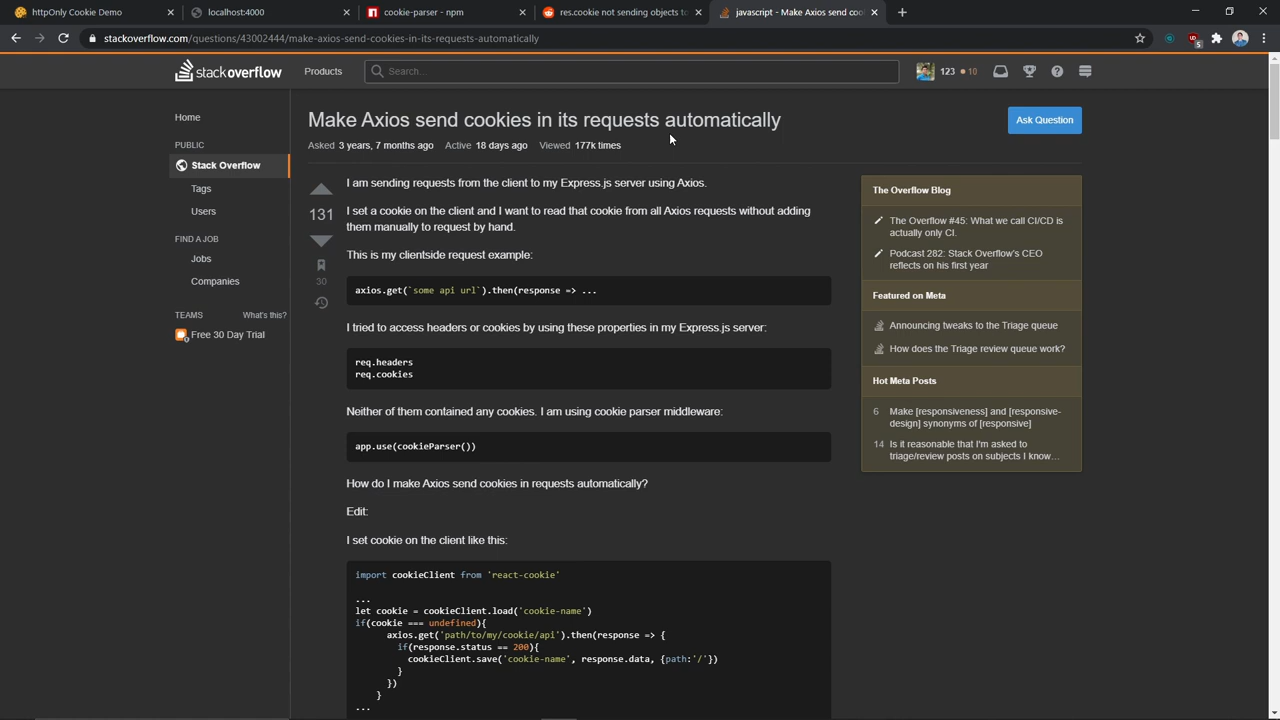 httpOnly Cookie Demo
localhost:4000
cookie-parser - npm
res.cookie not sending objects to
javascript - Make Axios send cook
stackoverflow.com/questions/43002444/make-axios-send-cookies-in-its-requests-automatically
5
stackoverflow
Products
Search...
123 10
Home
PUBLIC
Stack Overflow
Tags
Users
FIND A JOB
Jobs
Companies
TEAMS
What's this?
Free 30 Day Trial
Make Axios send cookies in its requests automatically
Ask Question
Asked 3 years, 7 months ago Active 18 days ago Viewed 177k times
131
30
I am sending requests from the client to my Express.js server using Axios.
I set a cookie on the client and I want to read that cookie from all Axios requests without adding
them manually to request by hand.
This is my clientside request example:
axios.get(`some api url`).then(response => ...
I tried to access headers or cookies by using these properties in my Express.js server:
req.headers
req.cookies
Neither of them contained any cookies. I am using cookie parser middleware:
app.use(cookieParser())
How do I make Axios send cookies in requests automatically?
Edit:
I set cookie on the client like this:
import cookieClient from 'react-cookie'
...
let cookie = cookieClient.load('cookie-name')
if(cookie === undefined){
axios.get('path/to/my/cookie/api').then(response => {
if(response.status == 200){
cookieClient.save('cookie-name', response.data, {path:'/'})
}
})
}
...
The Overflow Blog
The Overflow #45: What we call CI/CD is
actually only CI.
Podcast 282: Stack Overflow's CEO
reflects on his first year
Featured on Meta
Announcing tweaks to the Triage queue
How does the Triage review queue work?
Hot Meta Posts
6 Make [responsiveness] and [responsive-
design] synonyms of [responsive]
14 Is it reasonable that I'm asked to
triage/review posts on subjects I know…